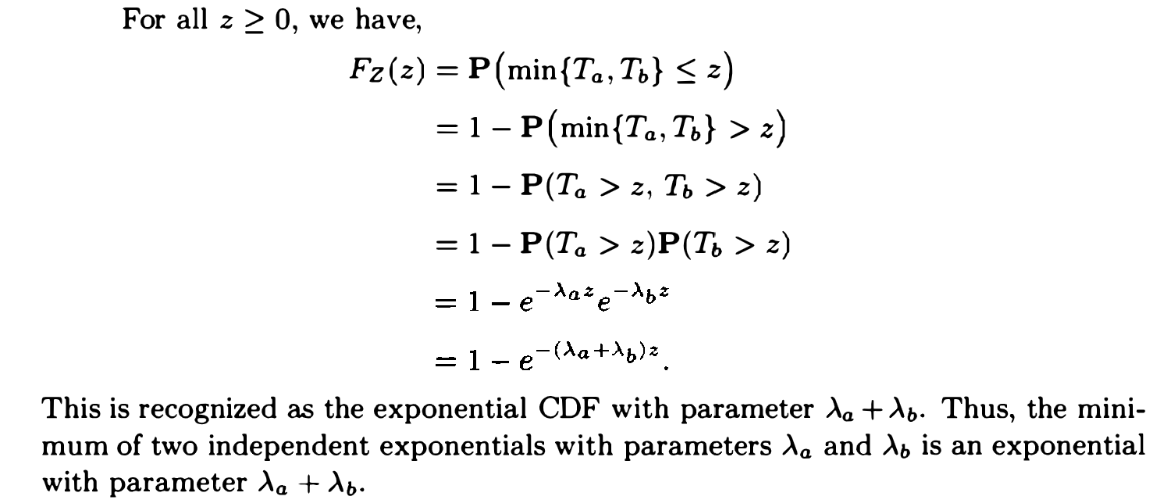 For all z ≥ 0, we have,
F_Z(z) = P(min{T_a, T_b} ≤ z)
= 1 − P(min{T_a, T_b} > z)
= 1 − P(T_a > z, T_b > z)
= 1 − P(T_a > z)P(T_b > z)
= 1 − e^{−λ_a z} e^{−λ_b z}
= 1 − e^{−(λ_a+λ_b)z}.
This is recognized as the exponential CDF with parameter λ_a + λ_b. Thus, the mini-
mum of two independent exponentials with parameters λ_a and λ_b is an exponential
with parameter λ_a + λ_b.